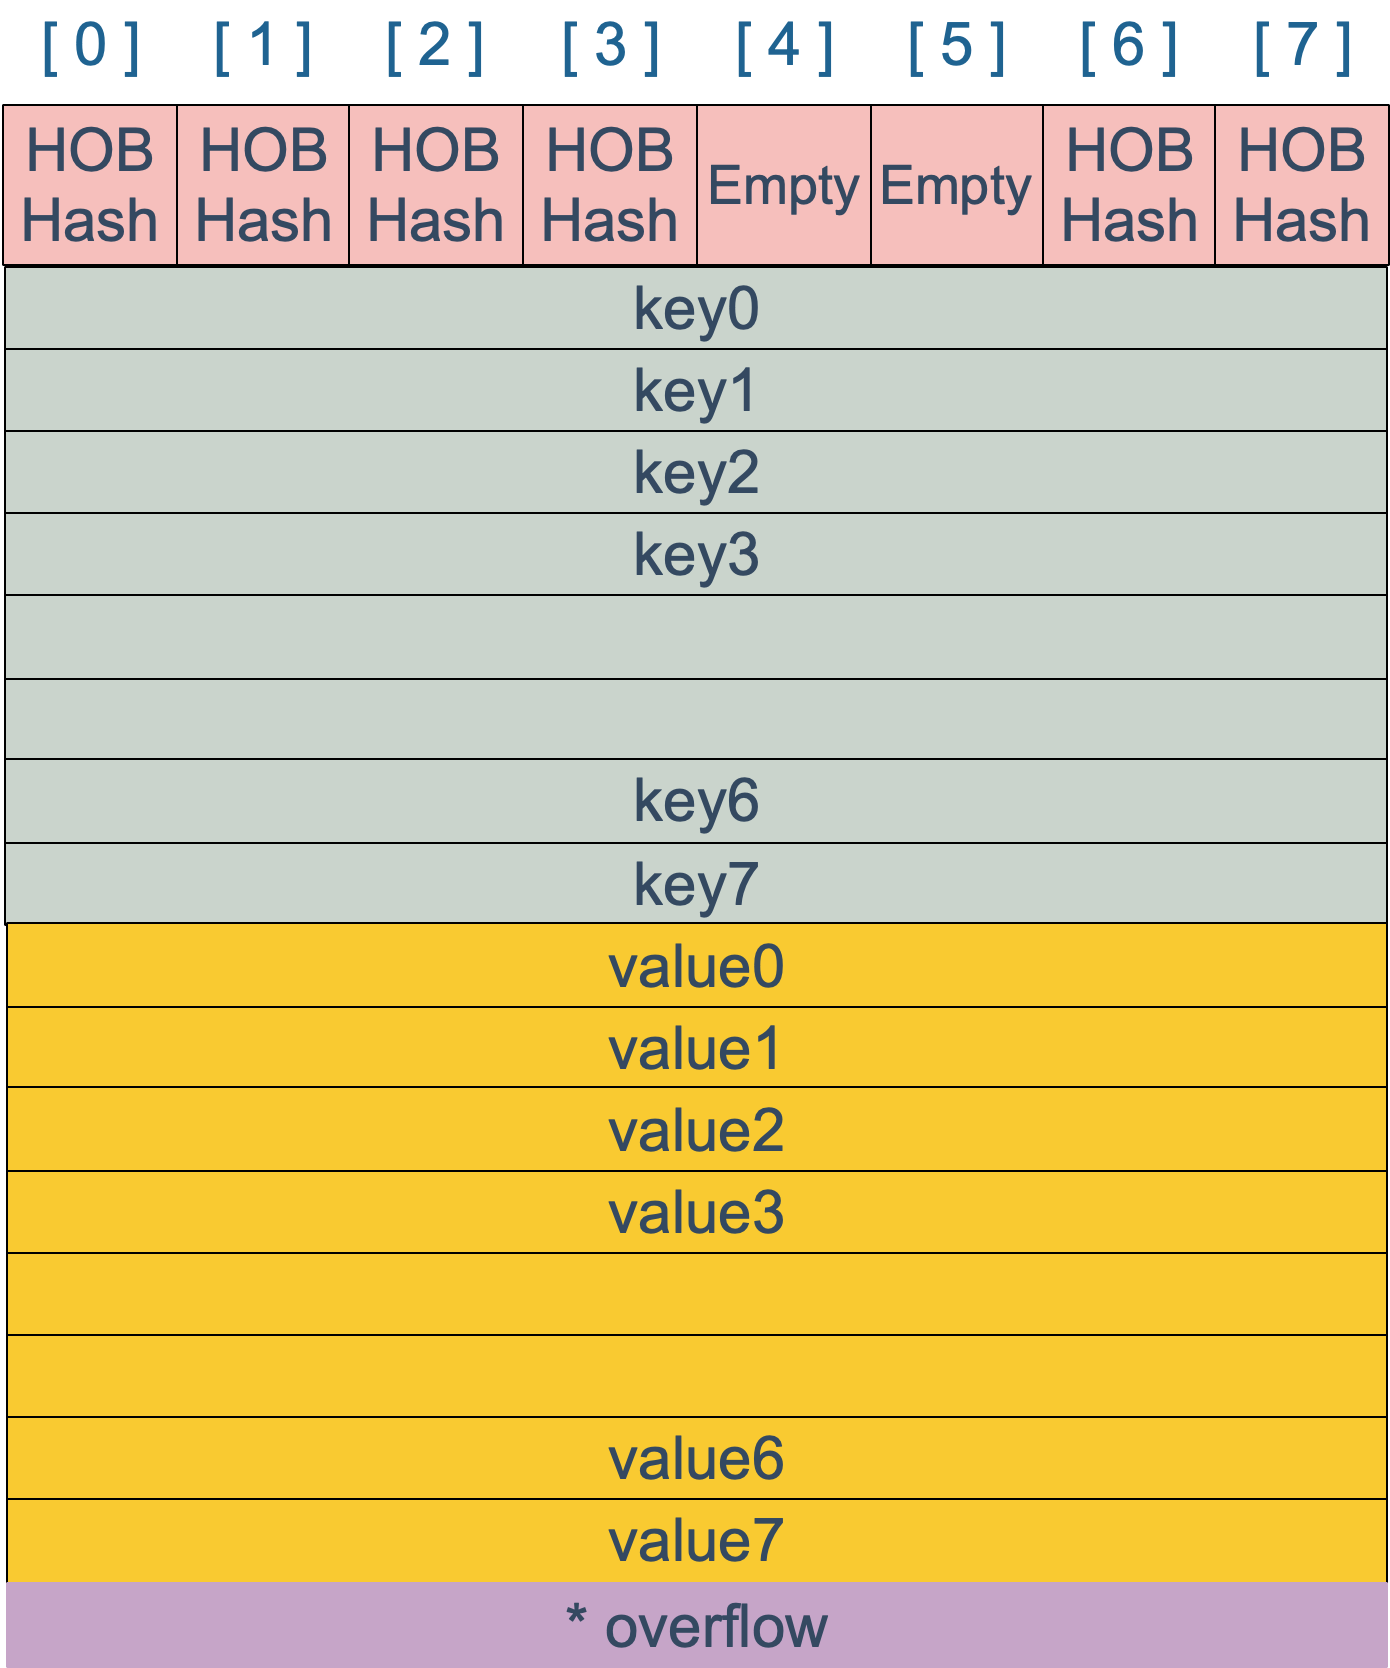 [ 0 ] [ 1 ] [ 2 ] [ 3 ] [ 4 ] [ 5 ] [ 6 ] [ 7 ]
HOB HOB HOB HOB Empty Empty HOB HOB
Hash Hash Hash Hash Hash Hash
key0
key1
key2
key3
key6
key7
value0
value1
value2
value3
value6
value7
* overflow